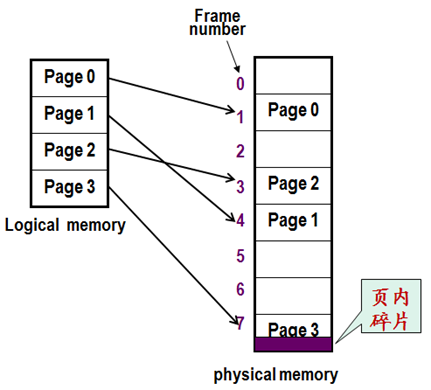 Frame
number
Page 0
Page 1
Page 2
Page 3
Logical memory
0
1
2
3
4
5
6
7
Page 0
Page 2
Page 1
Page 3
页内
碎片
physical memory